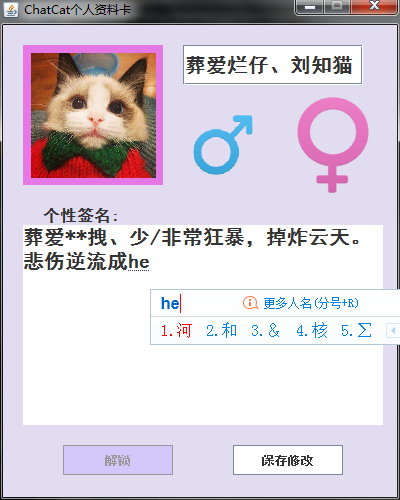 ChatCat个人资料卡
葬爱烂仔、刘知猫
个性签名:
葬爱**拽、少/非常狂暴，掉炸云天。
悲伤逆流成he
he
更多人名(分号+R)
1.河 2.和 3.& 4.核 5.∑
解锁
保存修改